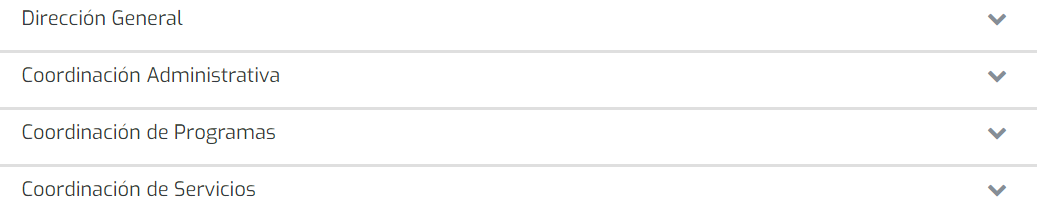 Dirección General
Coordinación Administrativa
Coordinación de Programas
Coordinación de Servicios